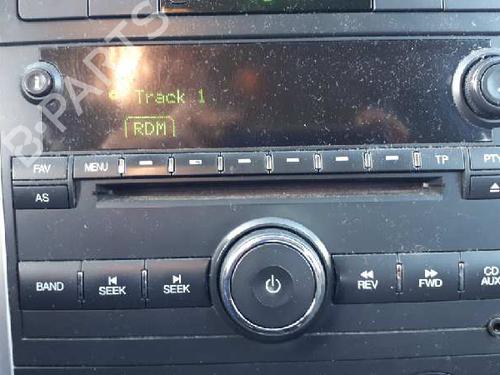 Track 1
RDM
FAV MENU TP PTY
AS
BAND SEEK SEEK REV FWD CD AUX
B-PARTS